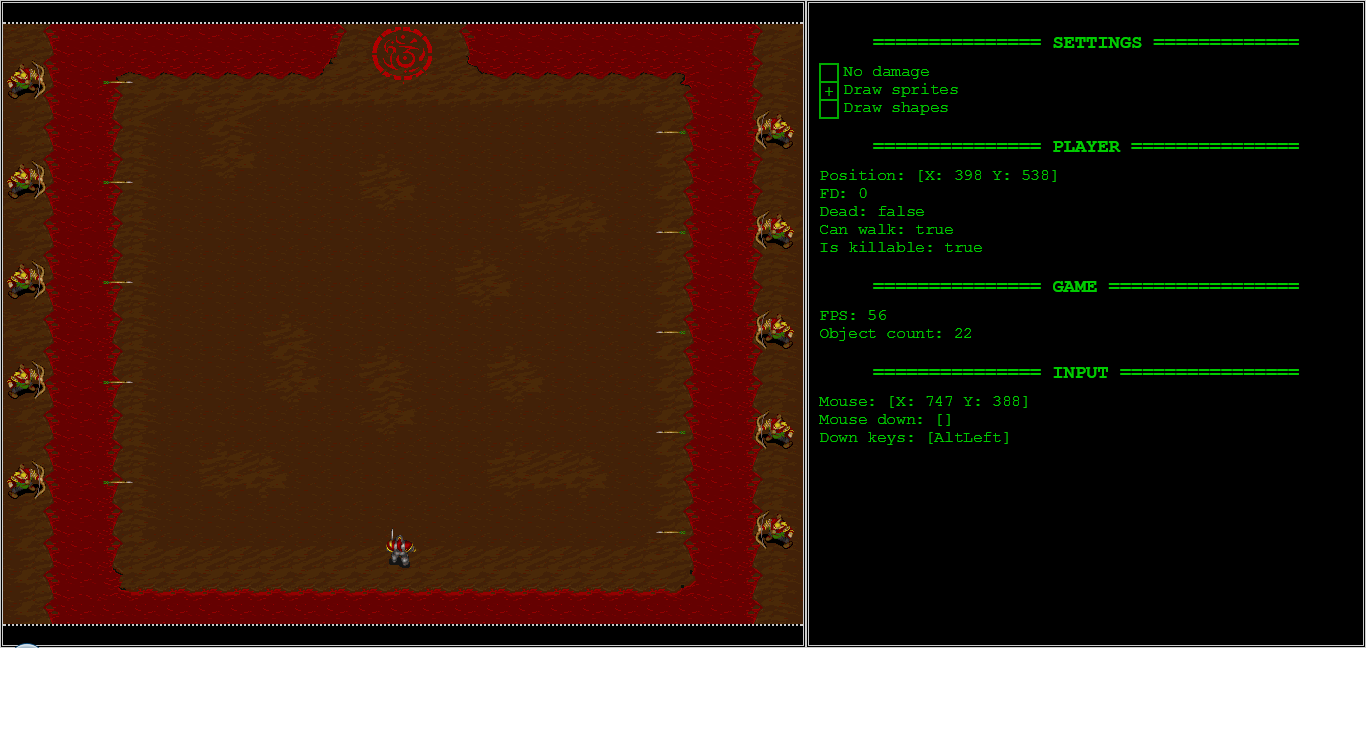 =============== SETTINGS =============
No damage
+ Draw sprites
Draw shapes
=============== PLAYER ===============
Position: [X: 398 Y: 538]
FD: 0
Dead: false
Can walk: true
Is killable: true
=============== GAME =================
FPS: 56
Object count: 22
=============== INPUT ================
Mouse: [X: 747 Y: 388]
Mouse down: []
Down keys: [AltLeft]